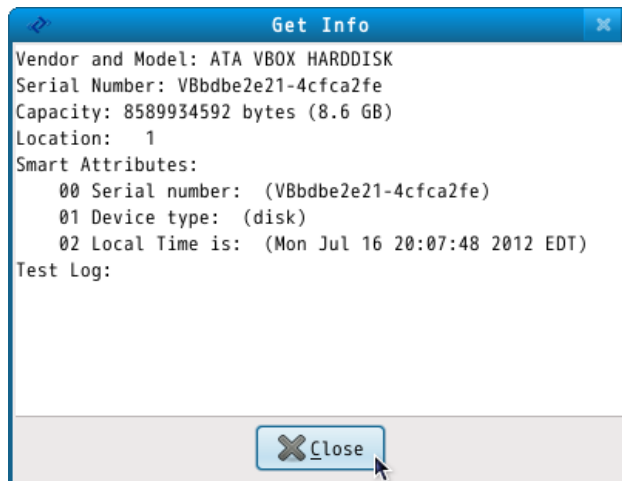 Get Info
Vendor and Model: ATA VBOX HARDDISK
Serial Number: VBbdbe2e21-4cfca2fe
Capacity: 8589934592 bytes (8.6 GB)
Location:   1
Smart Attributes:
    00 Serial number:  (VBbdbe2e21-4cfca2fe)
    01 Device type:  (disk)
    02 Local Time is:  (Mon Jul 16 20:07:48 2012 EDT)
Test Log:
Close